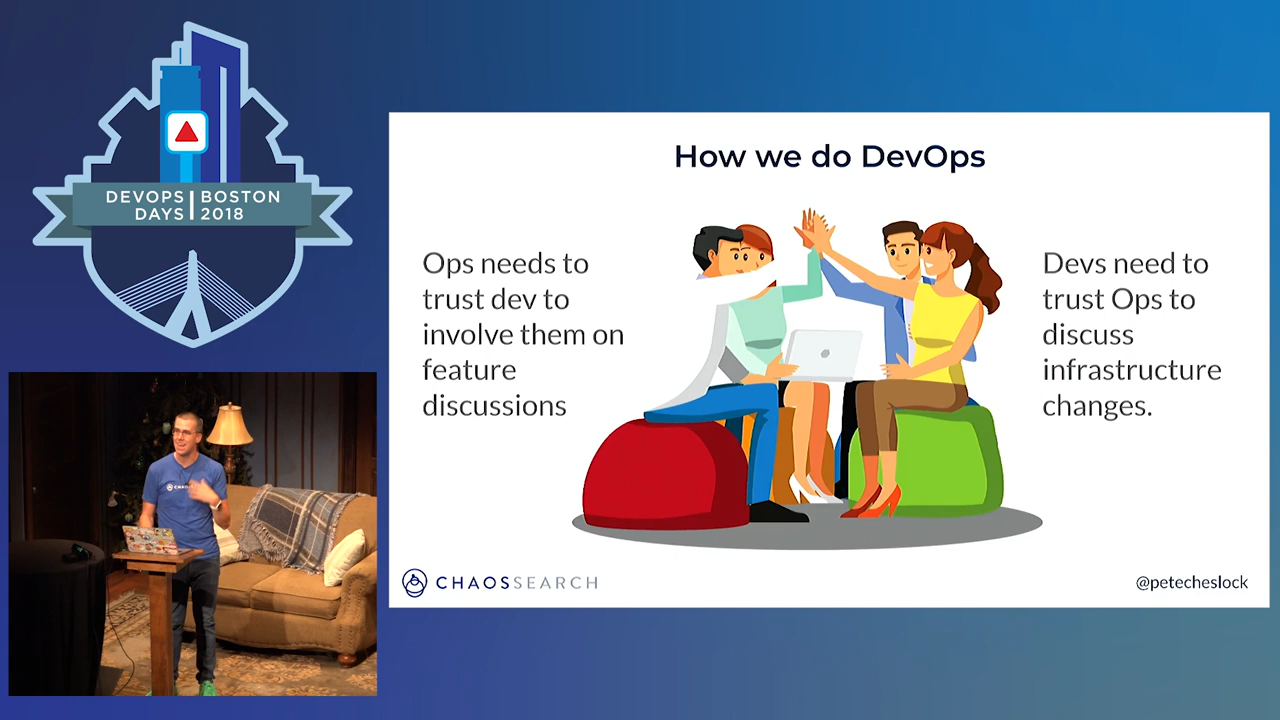 DEVOPS BOSTON
DAYS 2018
How we do DevOps
Ops needs to
trust dev to
involve them on
feature
discussions
Devs need to
trust Ops to
discuss
infrastructure
changes.
CHAOSSEARCH
@petecheslock